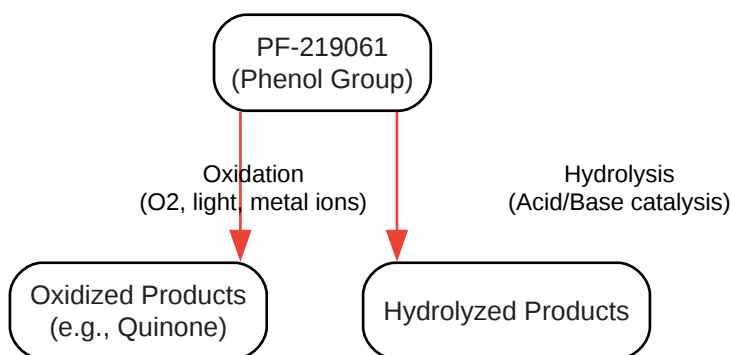 PF-219061
(Phenol Group)
Oxidation
(O2, light, metal ions)
Hydrolysis
(Acid/Base catalysis)
Oxidized Products
(e.g., Quinone)
Hydrolyzed Products